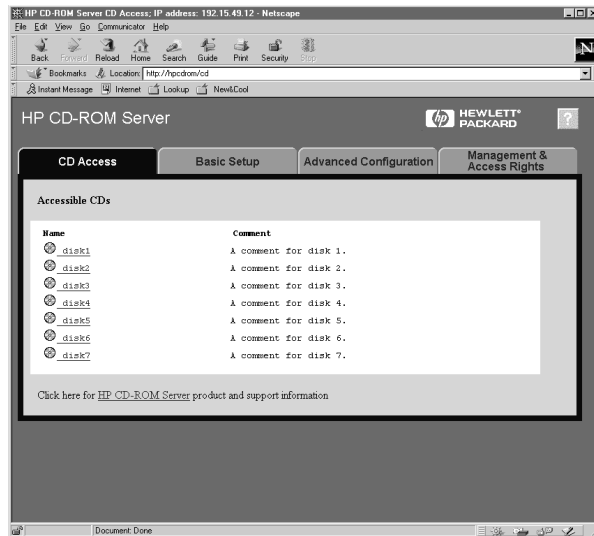 HP CD-ROM Server CD Access; IP address: 192.15.49.12 - Netscape
File Edit View Go Communicator Help
Back Forward Reload Home Search Guide Print Security Stop
N
Bookmarks Location: http://hpcdrom/cd
Instant Message Internet Lookup New&Cool
HP CD-ROM Server
hp HEWLETT®
PACKARD
?
CD Access Basic Setup Advanced Configuration Management &
Access Rights
Accessible CDs
Name Comment
disk1 A comment for disk 1.
disk2 A comment for disk 2.
disk3 A comment for disk 3.
disk4 A comment for disk 4.
disk5 A comment for disk 5.
disk6 A comment for disk 6.
disk7 A comment for disk 7.
Click here for HP CD-ROM Server product and support information
Document: Done